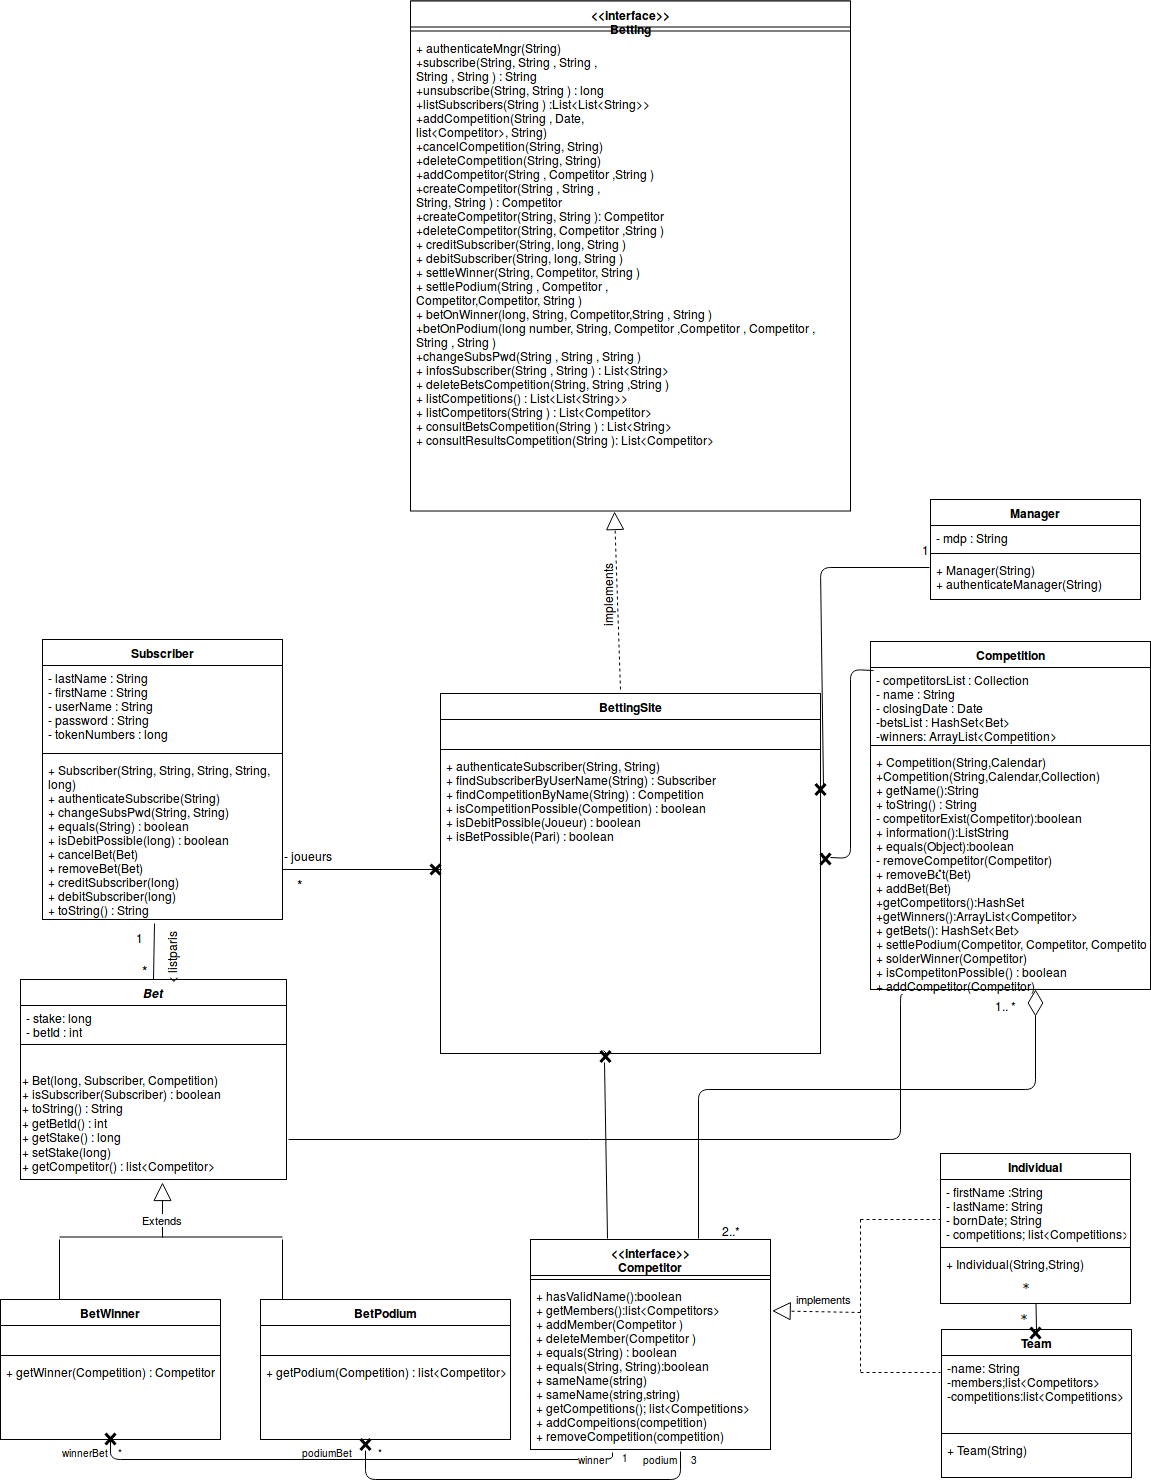 <<interface>>
Betting
+ authenticateMngr(String)
+subscribe(String, String , String ,
String , String ) : String
+unsubscribe(String, String ) : long
+listSubscribers(String ) :List<List<String>>
+addCompetition(String , Date,
list<Competitor>, String)
+cancelCompetition(String, String)
+deleteCompetition(String, String)
+addCompetitor(String , Competitor ,String )
+createCompetitor(String , String ,
String, String ) : Competitor
+createCompetitor(String, String ): Competitor
+deleteCompetitor(String, Competitor ,String )
+ creditSubscriber(String, long, String )
+ debitSubscriber(String, long, String )
+ settleWinner(String, Competitor, String )
+ settlePodium(String , Competitor ,
Competitor,Competitor, String )
+ betOnWinner(long, String, Competitor,String , String )
+betOnPodium(long number, String, Competitor ,Competitor , Competitor ,
String , String )
+changeSubsPwd(String , String , String )
+ infosSubscriber(String , String ) : List<String>
+ deleteBetsCompetition(String, String ,String )
+ listCompetitions() : List<List<String>>
+ listCompetitors(String ) : List<Competitor>
+ consultBetsCompetition(String ) : List<String>
+ consultResultsCompetition(String ): List<Competitor>
implements
Manager
- mdp : String
+ Manager(String)
+ authenticateManager(String)
1
Subscriber
- lastName : String
- firstName : String
- userName : String
- password : String
- tokenNumbers : long
+ Subscriber(String, String, String, String,
long)
+ authenticateSubscribe(String)
+ changeSubsPwd(String, String)
+ equals(String) : boolean
+ isDebitPossible(long) : boolean
+ cancelBet(Bet)
+ removeBet(Bet)
+ creditSubscriber(long)
+ debitSubscriber(long)
+ toString() : String
- joueurs
*
BettingSite
+ authenticateSubscriber(String, String)
+ findSubscriberByUserName(String) : Subscriber
+ findCompetitionByName(String) : Competition
+ isCompetitionPossible(Competition) : boolean
+ isDebitPossible(Joueur) : boolean
+ isBetPossible(Pari) : boolean
Competition
- competitorsList : Collection
- name : String
- closingDate : Date
-betsList : HashSet<Bet>
-winners: ArrayList<Competition>
+ Competition(String,Calendar)
+Competition(String,Calendar,Collection)
+ getName():String
+ toString() : String
- competitorExist(Competitor):boolean
+ information():ListString
+ equals(Object):boolean
- removeCompetitor(Competitor)
+ removeBet(Bet)
+ addBet(Bet)
+getCompetitors():HashSet
+getWinners():ArrayList<Competitor>
+ getBets(): HashSet<Bet>
+ settlePodium(Competitor, Competitor, Competito
+ solderWinner(Competitor)
+ isCompetitonPossible() : boolean
+ addCompetitor(Competitor)
1.. *
1
*
< listparis
Bet
- stake: long
- betId : int
+ Bet(long, Subscriber, Competition)
+ isSubscriber(Subscriber) : boolean
+ toString() : String
+ getBetId() : int
+ getStake() : long
+ setStake(long)
+ getCompetitor() : list<Competitor>
Extends
BetWinner
+ getWinner(Competition) : Competitor
BetPodium
+ getPodium(Competition) : list<Competitor>
2..*
<<interface>>
Competitor
+ hasValidName():boolean
+ getMembers():list<Competitors>
+ addMember(Competitor )
+ deleteMember(Competitor )
+ equals(String) : boolean
+ equals(String, String):boolean
+ sameName(string)
+ sameName(string,string)
+ getCompetitions(); list<Competitions>
+ addCompeitions(competition)
+ removeCompetition(competition)
implements
Individual
- firstName :String
- lastName: String
- bornDate; String
- competitions; list<Competitions>
+ Individual(String,String)
*
*
Team
-name: String
-members;list<Competitors>
-competitions:list<Competitions>
+ Team(String)
winnerBet
*
podiumBet
*
winner
1
podium
3